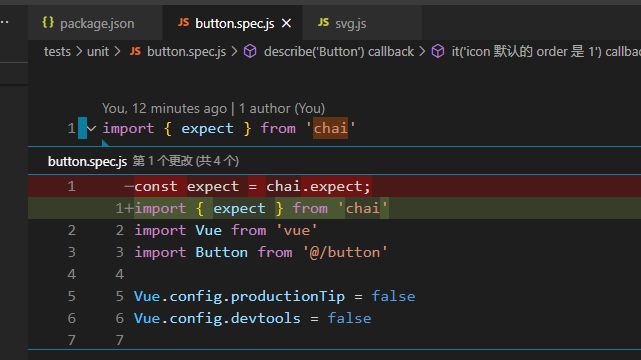 package.json
button.spec.js
svg.js
tests > unit > button.spec.js > describe('Button') callback > it('icon 默认的 order 是 1') callba
You, 12 minutes ago | 1 author (You)
1 import { expect } from 'chai'
button.spec.js 第 1 个更改 (共 4 个)
1 −const expect = chai.expect;
1+import { expect } from 'chai'
2 2 import Vue from 'vue'
3 3 import Button from '@/button'
4 4
5 5 Vue.config.productionTip = false
6 6 Vue.config.devtools = false
7 7